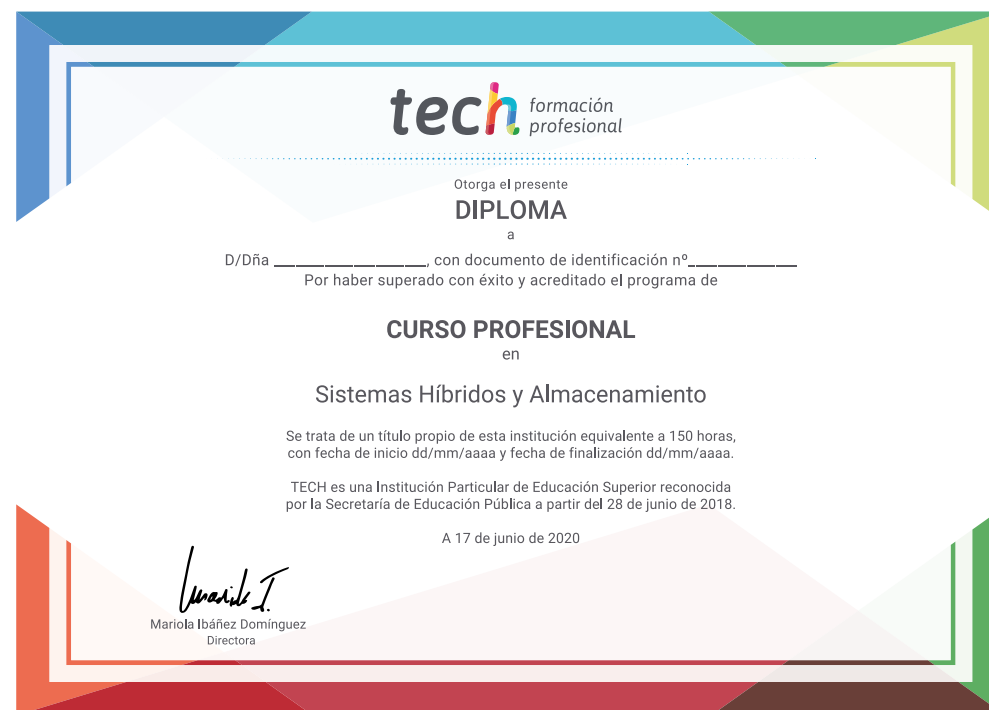 tech formación
profesional
Otorga el presente
DIPLOMA
a
D/Dña ______________, con documento de identificación nº__________
Por haber superado con éxito y acreditado el programa de
CURSO PROFESIONAL
en
Sistemas Híbridos y Almacenamiento
Se trata de un título propio de esta institución equivalente a 150 horas,
con fecha de inicio dd/mm/aaaa y fecha de finalización dd/mm/aaaa.
TECH es una Institución Particular de Educación Superior reconocida
por la Secretaría de Educación Pública a partir del 28 de junio de 2018.
A 17 de junio de 2020
Mariola Ibáñez Domínguez
Directora